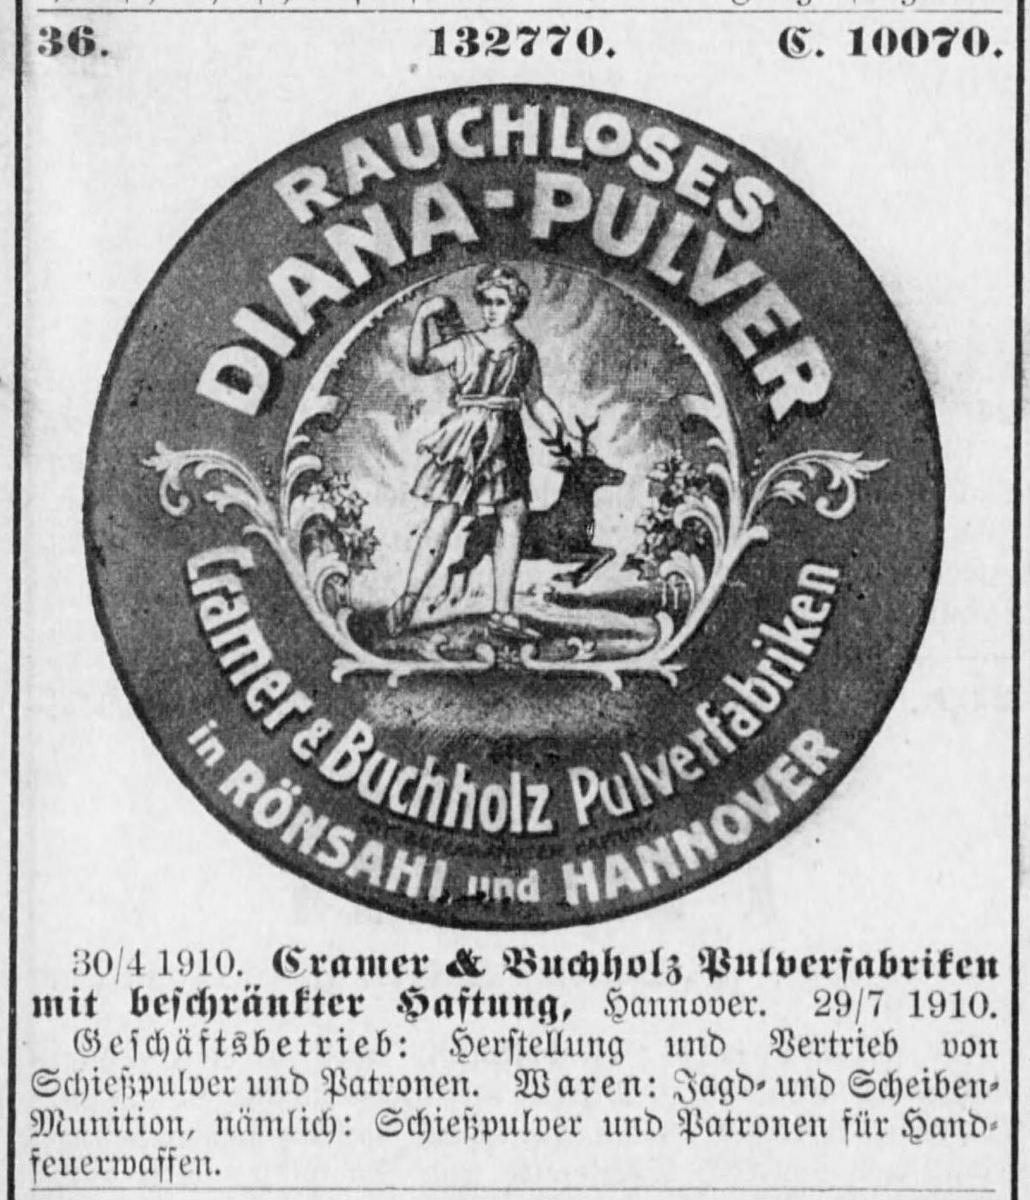 36. 132770. C. 10070.
RAUCHLOSES
DIANA-PULVER
Cramer & Buchholz Pulverfabriken
in RÖNSAHL und HANNOVER
30/4 1910. Cramer & Buchholz Pulverfabriken
mit beſchränkter Haftung, Hannover. 29/7 1910.
Geſchäftsbetrieb: Herſtellung und Vertrieb von
Schießpulver und Patronen. Waren: Jagd- und Scheiben-
Munition, nämlich: Schießpulver und Patronen für Hand-
feuerwaffen.